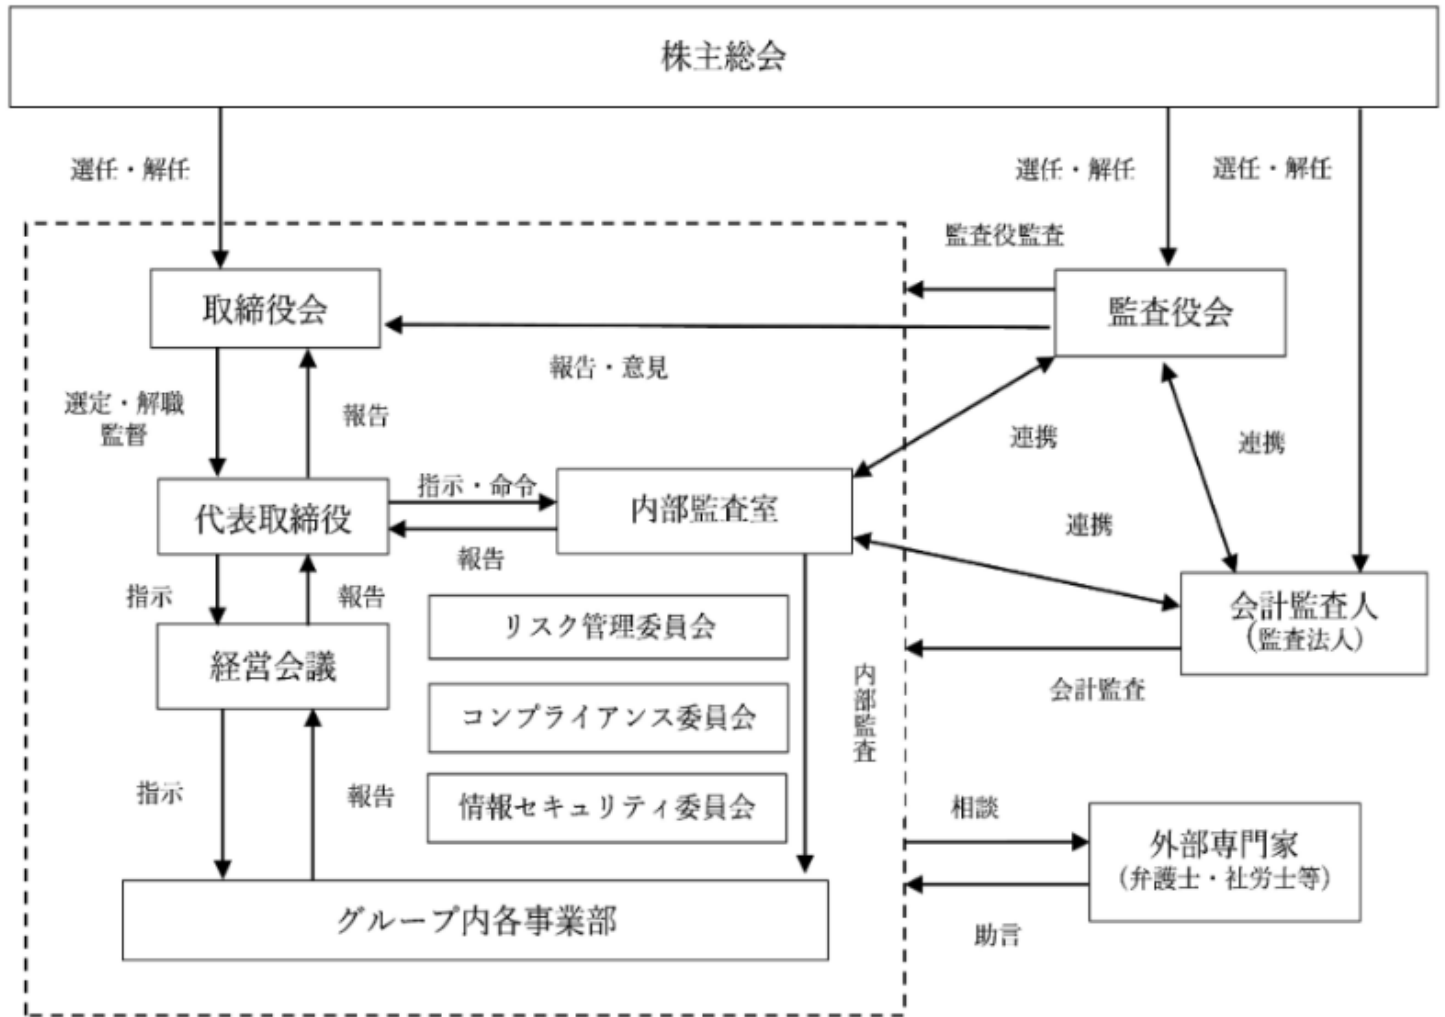 株主総会
選任・解任
選任・解任
選任・解任
監査役監査
取締役会
監査役会
報告・意見
選定・解職
監督
報告
連携
連携
指示・命令
代表取締役
内部監査室
報告
連携
指示
報告
リスク管理委員会
会計監査人
（監査法人）
経営会議
内部監査
会計監査
コンプライアンス委員会
指示
報告
情報セキュリティ委員会
相談
外部専門家
（弁護士・社労士等）
グループ内各事業部
助言